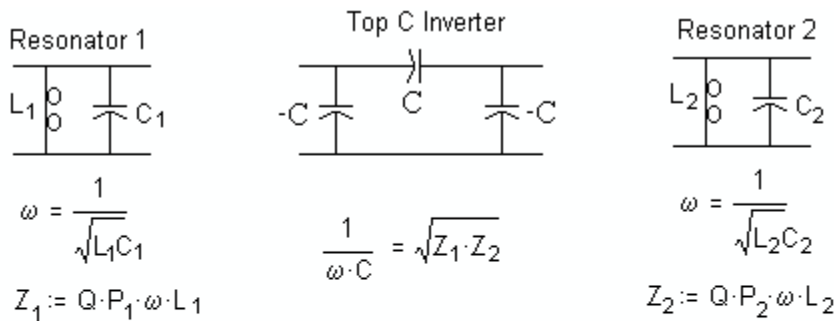 Resonator 1
Top C Inverter
Resonator 2
L₁
C₁
-C
C
-C
L₂
C₂
ω = 1 / √L₁C₁
1 / ω·C = √Z₁·Z₂
ω = 1 / √L₂C₂
Z₁ := Q·P₁·ω·L₁
Z₂ := Q·P₂·ω·L₂